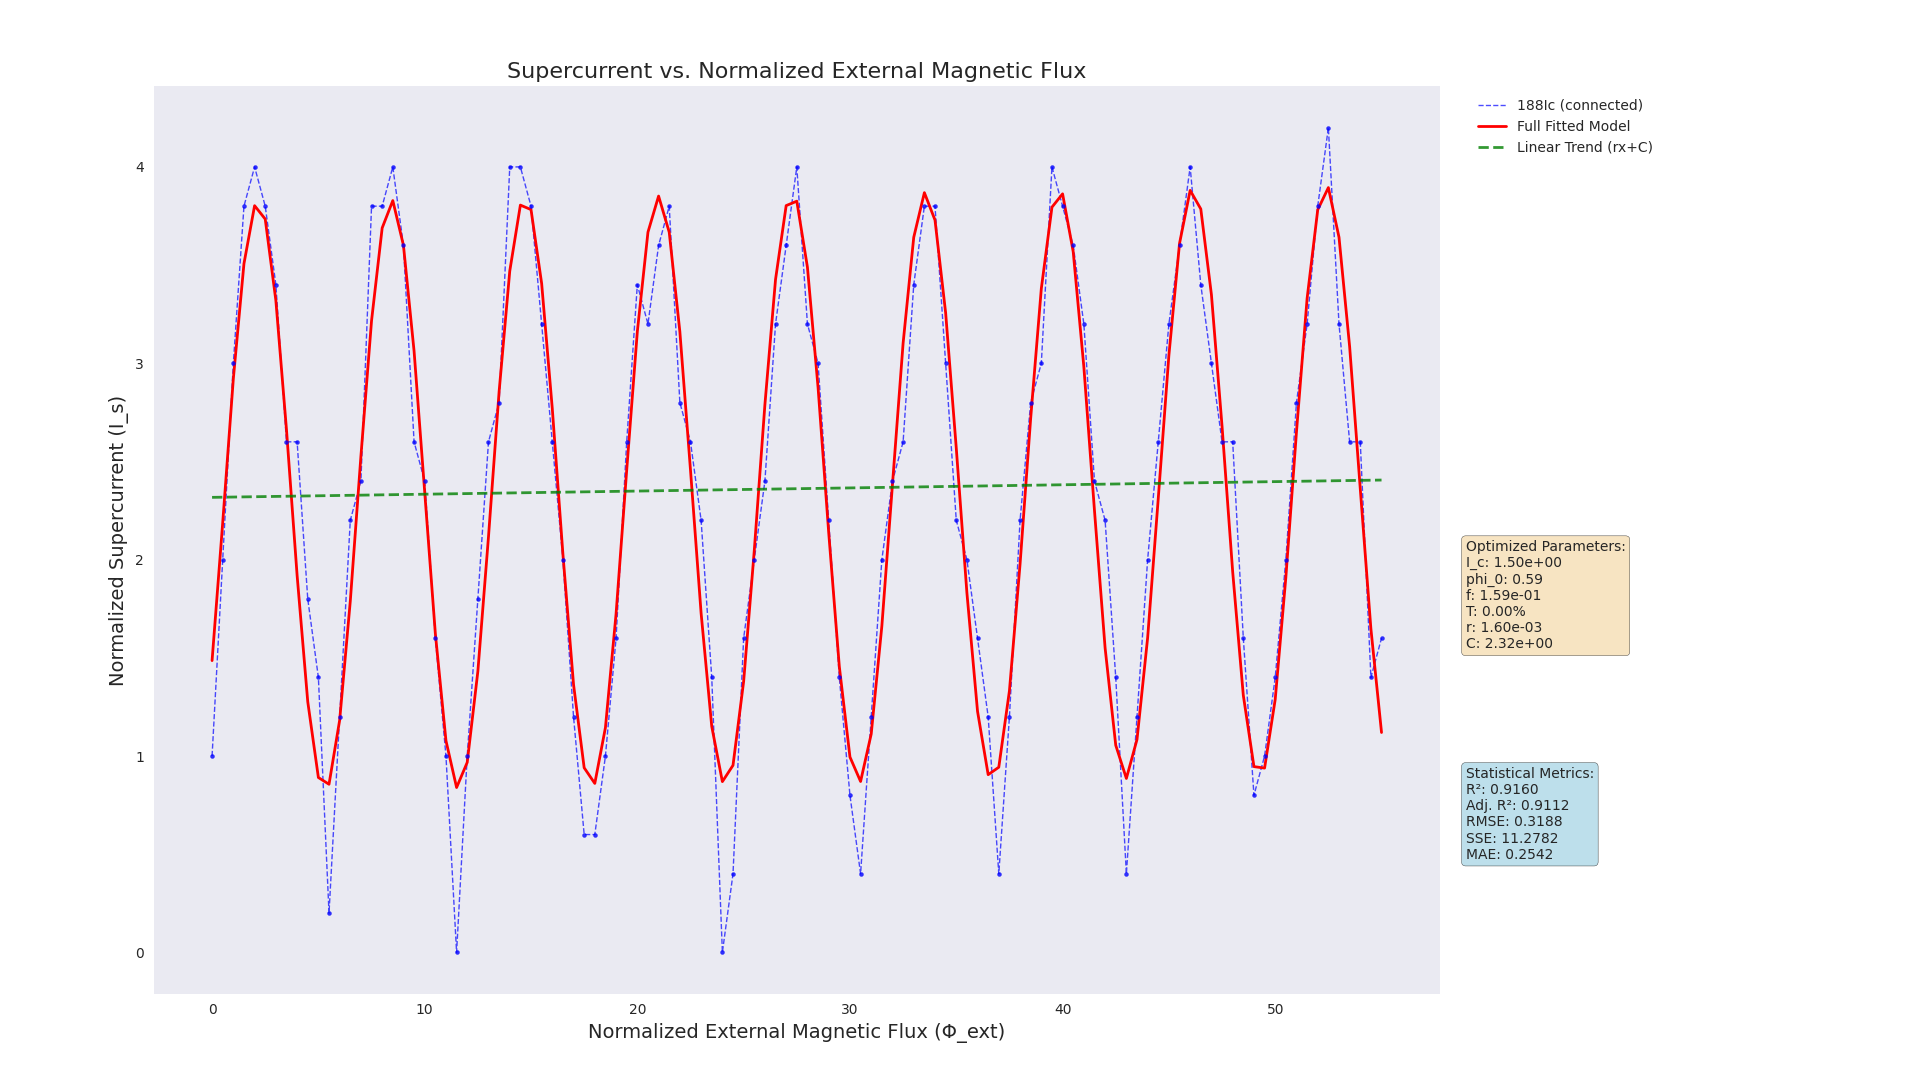 Supercurrent vs. Normalized External Magnetic Flux
188Ic (connected)
Full Fitted Model
Linear Trend (rx+C)
Normalized Supercurrent (I_s)
4
3
2
1
0
0 10 20 30 40 50
Normalized External Magnetic Flux (Φ_ext)
Optimized Parameters:
I_c: 1.50e+00
phi_0: 0.59
f: 1.59e-01
T: 0.00%
r: 1.60e-03
C: 2.32e+00
Statistical Metrics:
R²: 0.9160
Adj. R²: 0.9112
RMSE: 0.3188
SSE: 11.2782
MAE: 0.2542